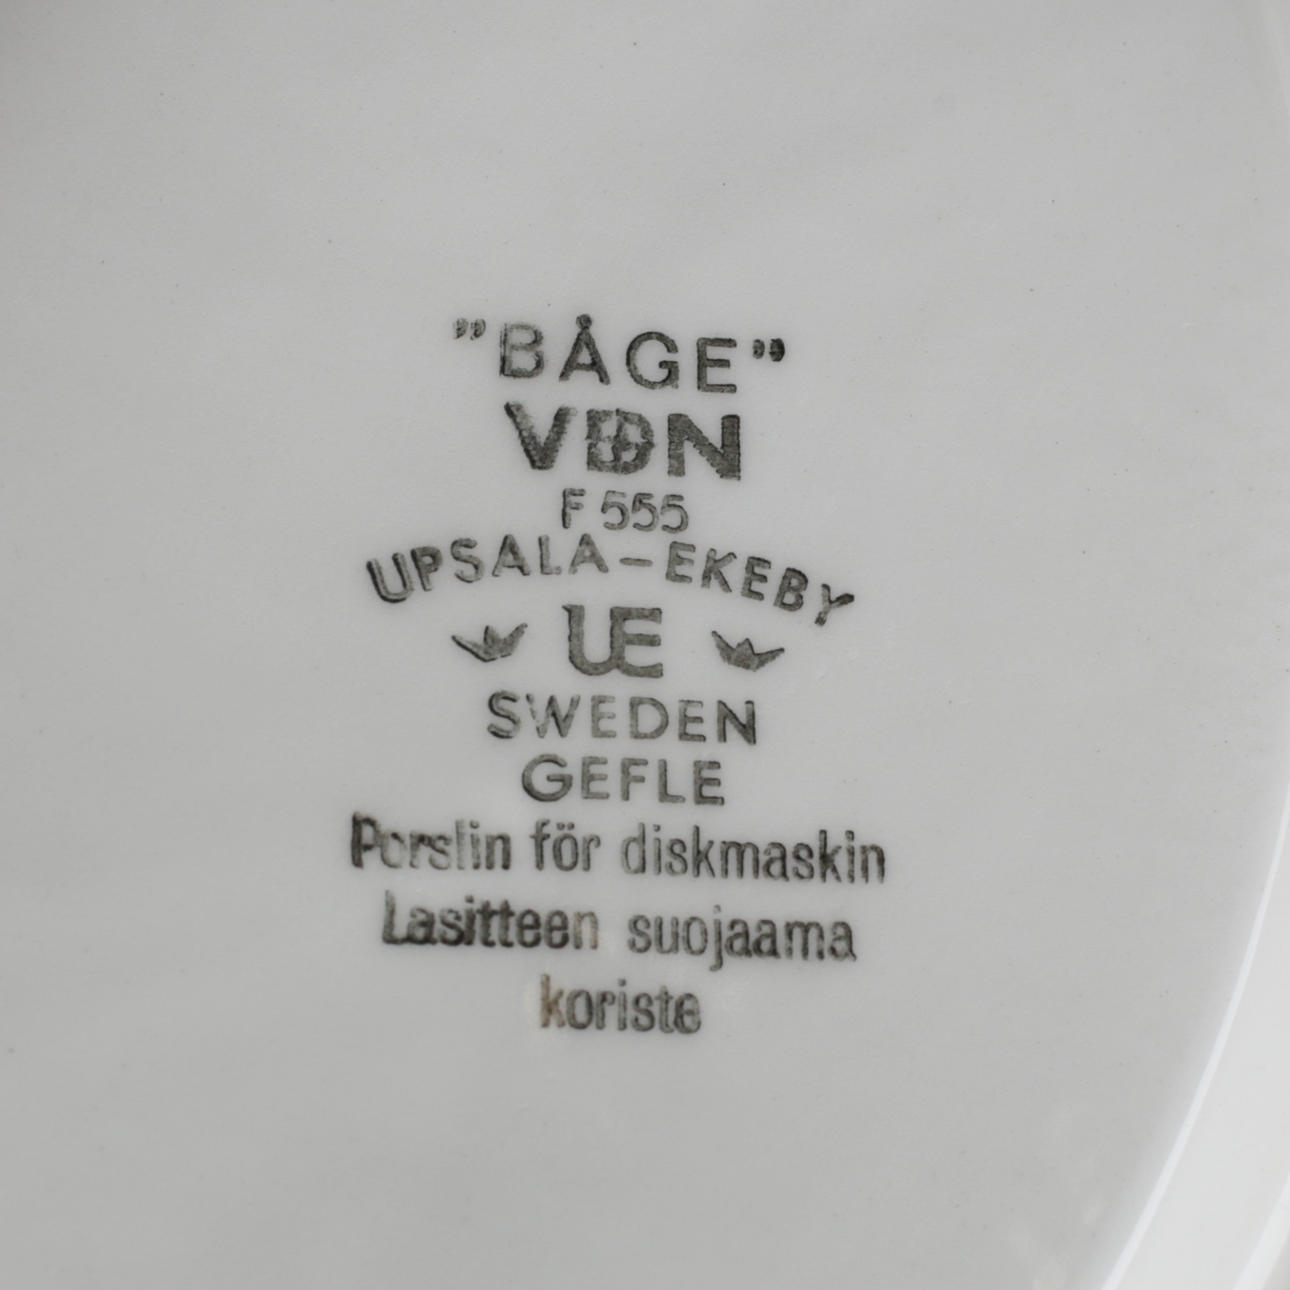 ”BÅGE”
VDN
F 555
UPSALA–EKEBY
UE
SWEDEN
GEFLE
Porslin för diskmaskin
Lasitteen suojaama
koriste